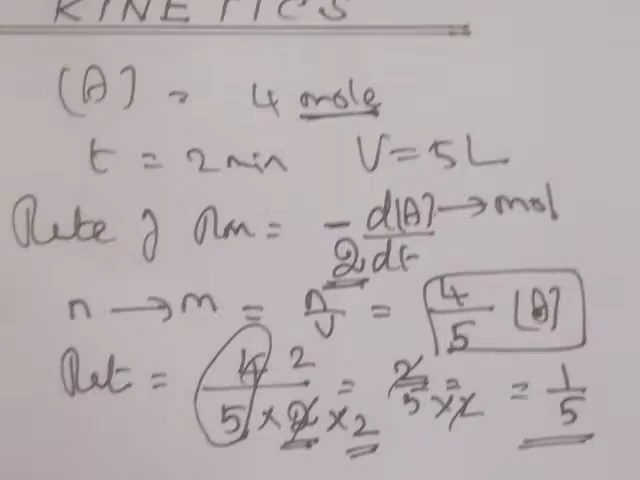 KINETICS
[A] = 4 mole
t = 2 min V = 5L
Rate of Rxn = -d[A]/2dt → mol
n → m = n/V = 4/5 [A]
Rate = 4 2/5 × 2 × 2 = 2/5 × 2 = 1/5